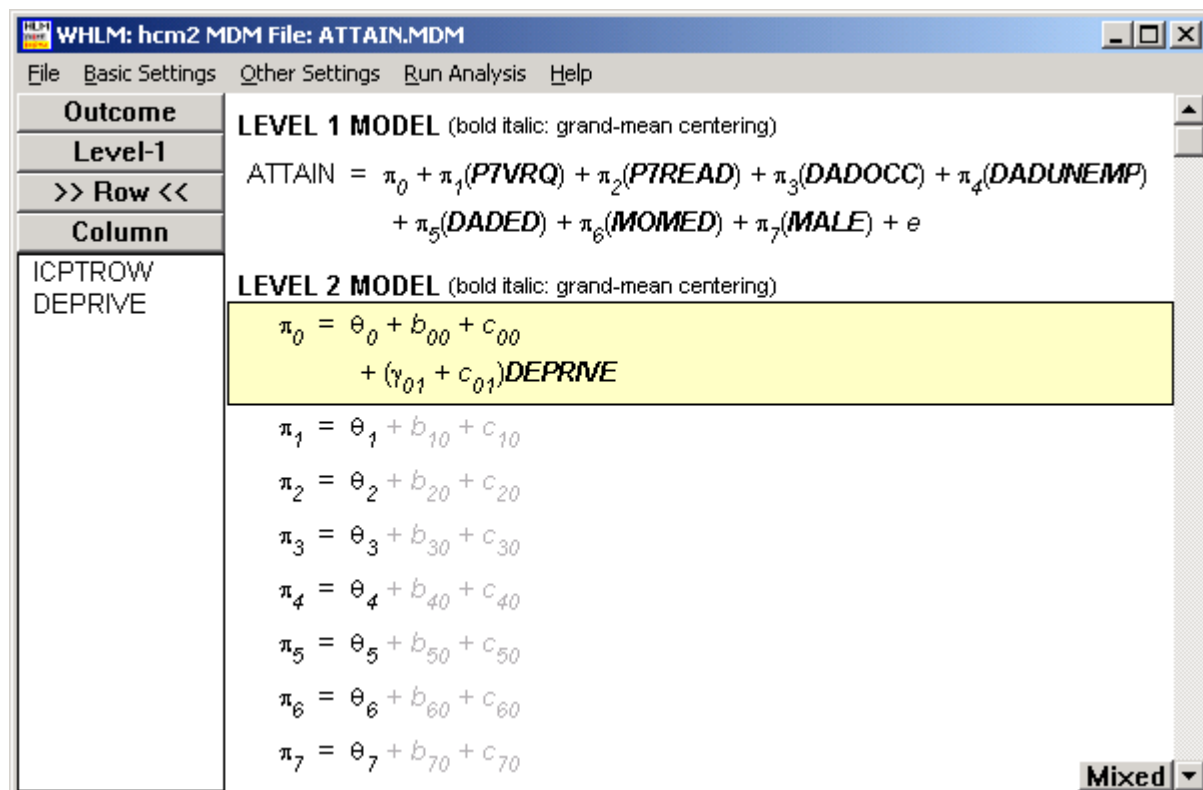 WHLM: hcm2 MDM File: ATTAIN.MDM
File Basic Settings Other Settings Run Analysis Help
Outcome
Level-1
>> Row <<
Column
ICPTROW
DEPRIVE
LEVEL 1 MODEL (bold italic: grand-mean centering)
ATTAIN = π0 + π1(P7VRQ) + π2(P7READ) + π3(DADOCC) + π4(DADUNEMP)
+ π5(DADED) + π6(MOMED) + π7(MALE) + e
LEVEL 2 MODEL (bold italic: grand-mean centering)
π0 = θ0 + b00 + c00
+ (γ01 + c01)DEPRIVE
π1 = θ1 + b10 + c10
π2 = θ2 + b20 + c20
π3 = θ3 + b30 + c30
π4 = θ4 + b40 + c40
π5 = θ5 + b50 + c50
π6 = θ6 + b60 + c60
π7 = θ7 + b70 + c70
Mixed